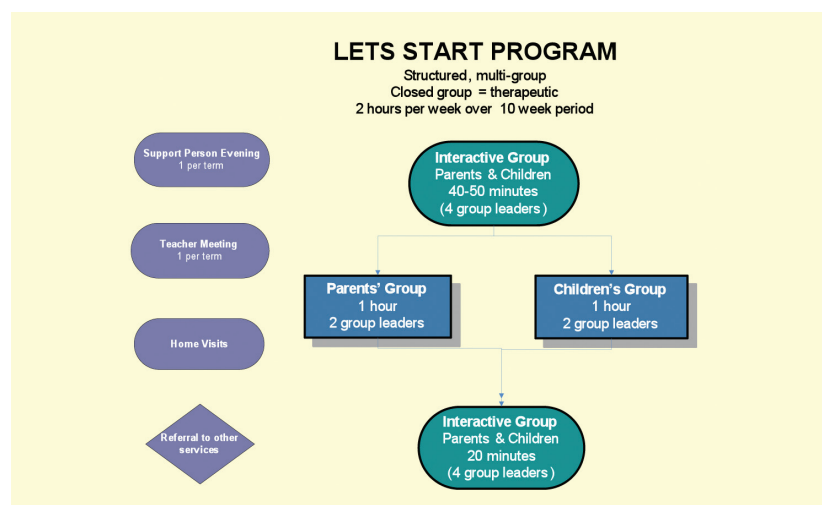 LETS START PROGRAM
Structured, multi-group
Closed group = therapeutic
2 hours per week over 10 week period
Support Person Evening
1 per term
Teacher Meeting
1 per term
Home Visits
Referral to other
services
Interactive Group
Parents & Children
40-50 minutes
(4 group leaders)
Parents' Group
1 hour
2 group leaders
Children's Group
1 hour
2 group leaders
Interactive Group
Parents & Children
20 minutes
(4 group leaders)